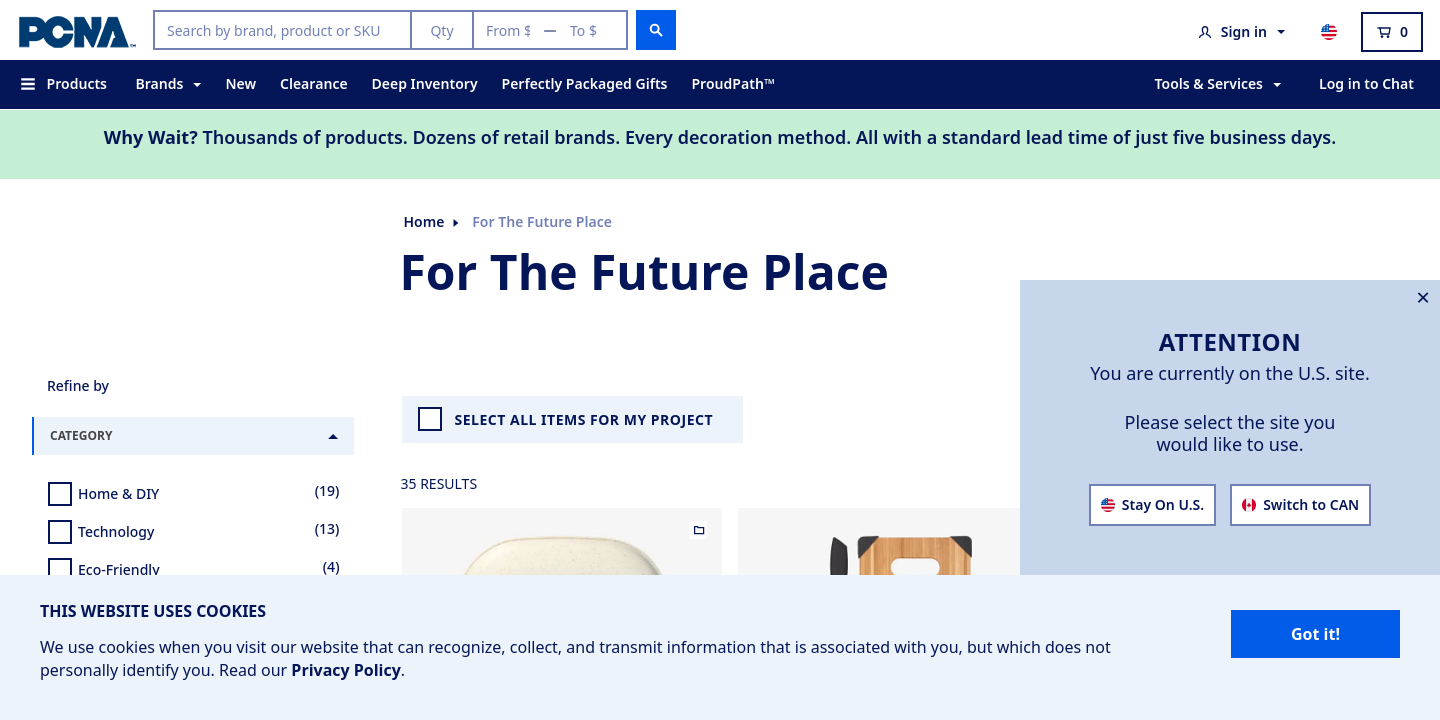 PCNA™
Search by brand, product or SKU
Qty
From $
To $
Sign in
0
Products
Brands
New
Clearance
Deep Inventory
Perfectly Packaged Gifts
ProudPath™
Tools & Services
Log in to Chat
Why Wait? Thousands of products. Dozens of retail brands. Every decoration method. All with a standard lead time of just five business days.
Home
For The Future Place
For The Future Place
ATTENTION
You are currently on the U.S. site.
Please select the site you
would like to use.
Stay On U.S.
Switch to CAN
Refine by
CATEGORY
Home & DIY (19)
Technology (13)
Eco-Friendly (4)
SELECT ALL ITEMS FOR MY PROJECT
35 RESULTS
THIS WEBSITE USES COOKIES
We use cookies when you visit our website that can recognize, collect, and transmit information that is associated with you, but which does not
personally identify you. Read our Privacy Policy.
Got it!